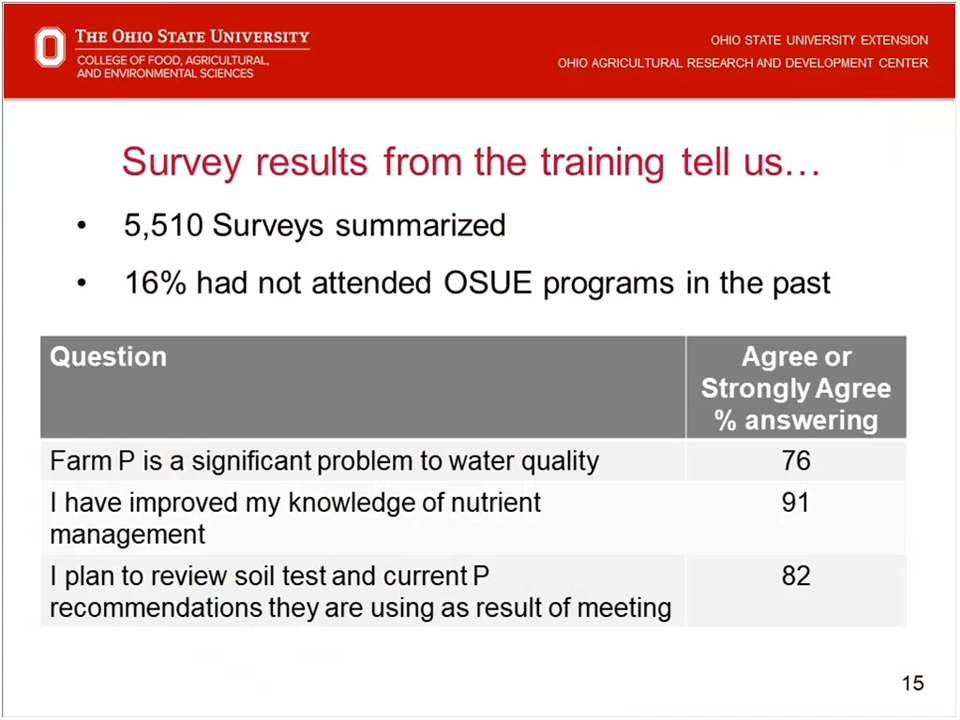 THE OHIO STATE UNIVERSITY
COLLEGE OF FOOD, AGRICULTURAL,
AND ENVIRONMENTAL SCIENCES
OHIO STATE UNIVERSITY EXTENSION
OHIO AGRICULTURAL RESEARCH AND DEVELOPMENT CENTER
Survey results from the training tell us…
• 5,510 Surveys summarized
• 16% had not attended OSUE programs in the past
Question
Agree or
Strongly Agree
% answering
Farm P is a significant problem to water quality 76
I have improved my knowledge of nutrient 91
management
I plan to review soil test and current P 82
recommendations they are using as result of meeting
15